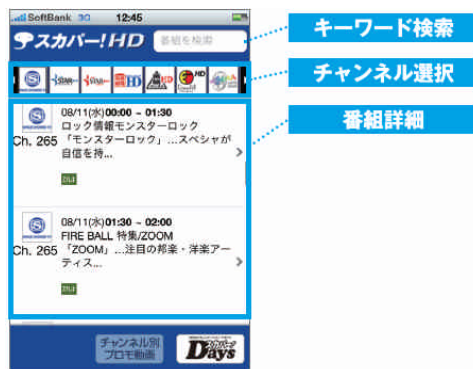 SoftBank 3G 12:45
スカパー!HD 番組を検索
キーワード検索
チャンネル選択
番組詳細
08/11(水)00:00 ~ 01:30
ロック情報モンスターロック
Ch. 265 「モンスターロック」...スペシャが
自信を持...
08/11(水)01:30 ~ 02:00
FIRE BALL 特集/ZOOM
Ch. 265 「ZOOM」...注目の邦楽・洋楽アー
ティス...
チャンネル別
プロモ動画
Days